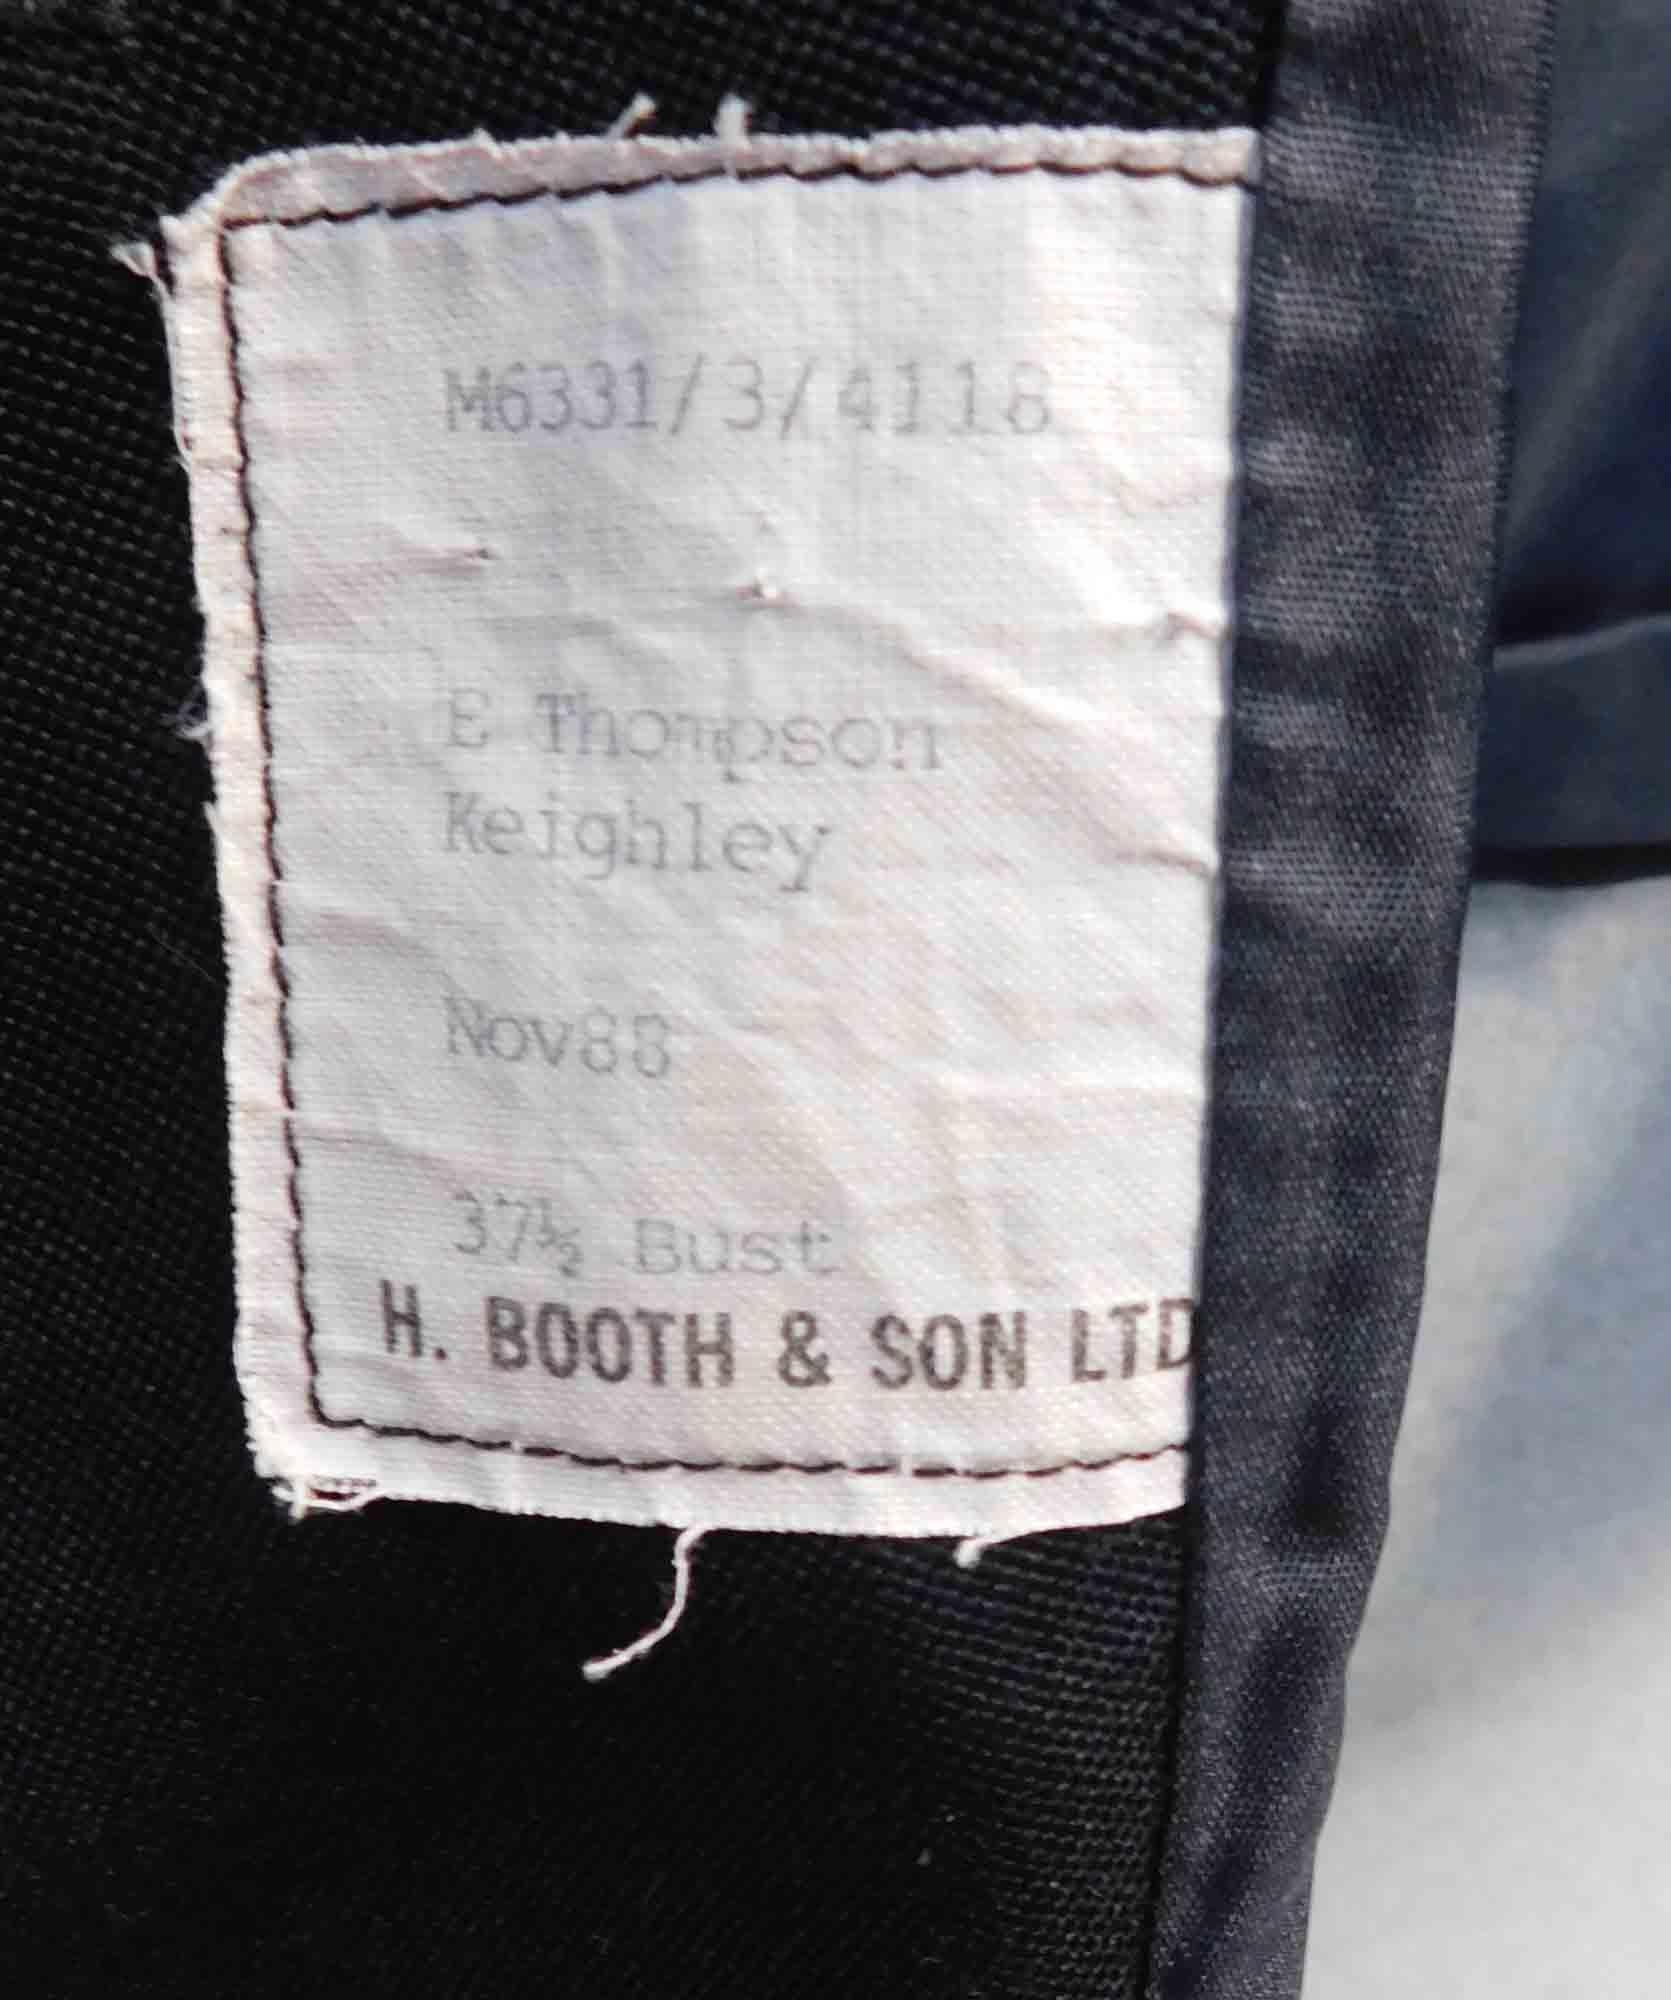 M6331/3/4118
E Thompson
Keighley
Nov88
37½ Bust
H. BOOTH & SON LTD